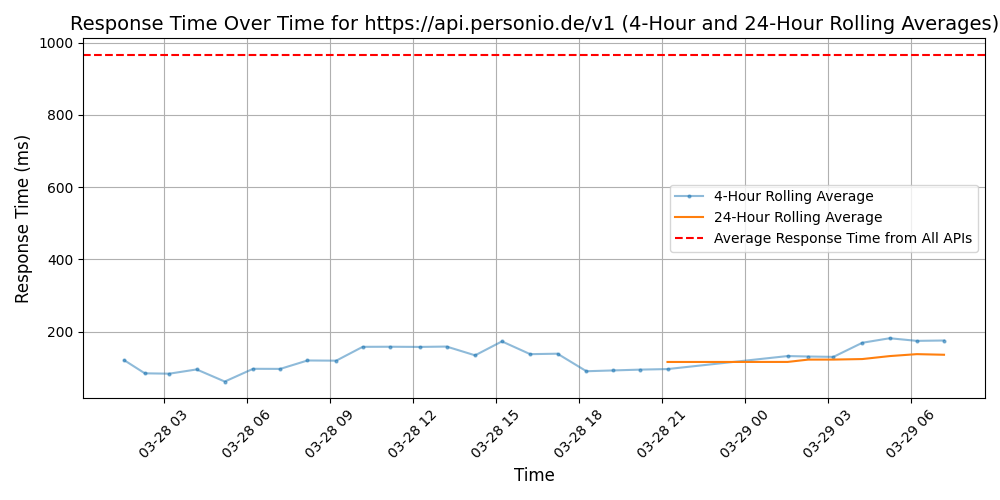 Response Time Over Time for https://api.personio.de/v1 (4-Hour and 24-Hour Rolling Averages)
Response Time (ms)
1000
800
600
400
200
4-Hour Rolling Average
24-Hour Rolling Average
Average Response Time from All APIs
03-28 03
03-28 06
03-28 09
03-28 12
03-28 15
03-28 18
03-28 21
03-29 00
03-29 03
03-29 06
Time